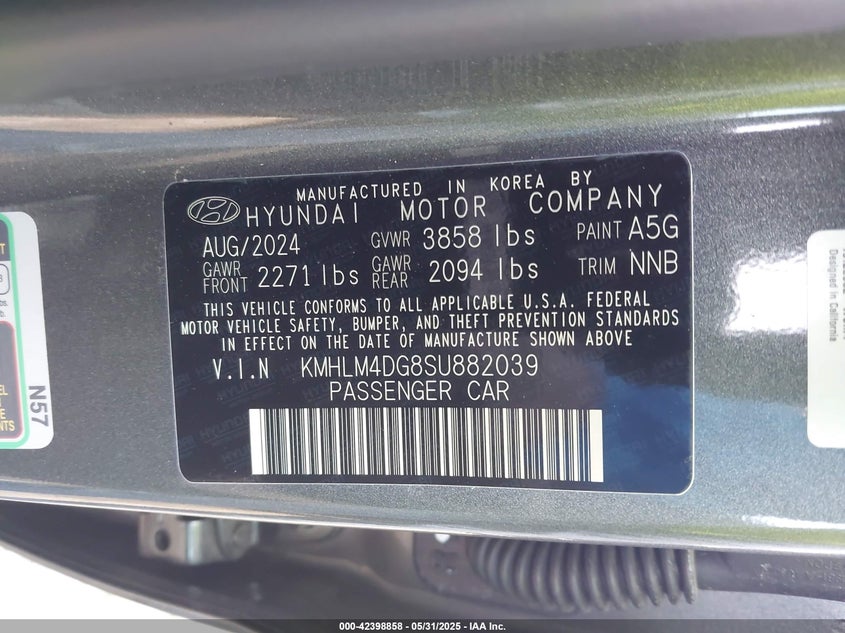 MANUFACTURED IN KOREA BY
HYUNDAI MOTOR COMPANY
AUG/2024 GVWR 3858 lbs PAINT A5G
GAWR FRONT 2271 lbs GAWR REAR 2094 lbs TRIM NNB
THIS VEHICLE CONFORMS TO ALL APPLICABLE U.S.A. FEDERAL
MOTOR VEHICLE SAFETY, BUMPER, AND THEFT PREVENTION STANDARDS
IN EFFECT ON THE DATE OF MANUFACTURE SHOWN ABOVE.
V.I.N KMHLM4DG8SU882039
PASSENGER CAR
N57
Designed in California
000-42398858 - 05/31/2025 - IAA Inc.